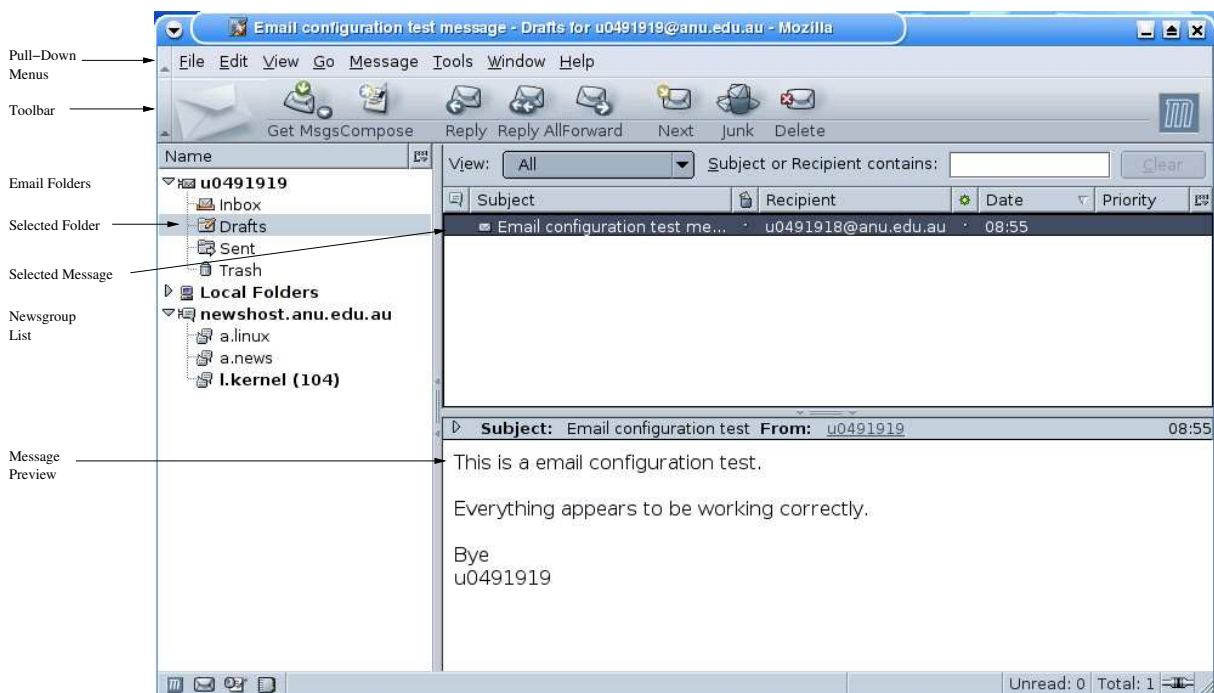 Email configuration test message - Drafts for u0491919@anu.edu.au - Mozilla
Pull-Down
Menus
File Edit View Go Message Tools Window Help
Toolbar
Get Msgs Compose Reply Reply All Forward Next Junk Delete
Name
View: All Subject or Recipient contains: Clear
Email Folders
u0491919
Subject Recipient Date Priority
Inbox
Selected Folder
Drafts
Email configuration test me... u0491918@anu.edu.au 08:55
Sent
Selected Message
Trash
Local Folders
Newsgroup
List
newshost.anu.edu.au
a.linux
a.news
l.kernel (104)
Subject: Email configuration test From: u0491919 08:55
Message
Preview
This is a email configuration test.
Everything appears to be working correctly.
Bye
u0491919
Unread: 0 Total: 1